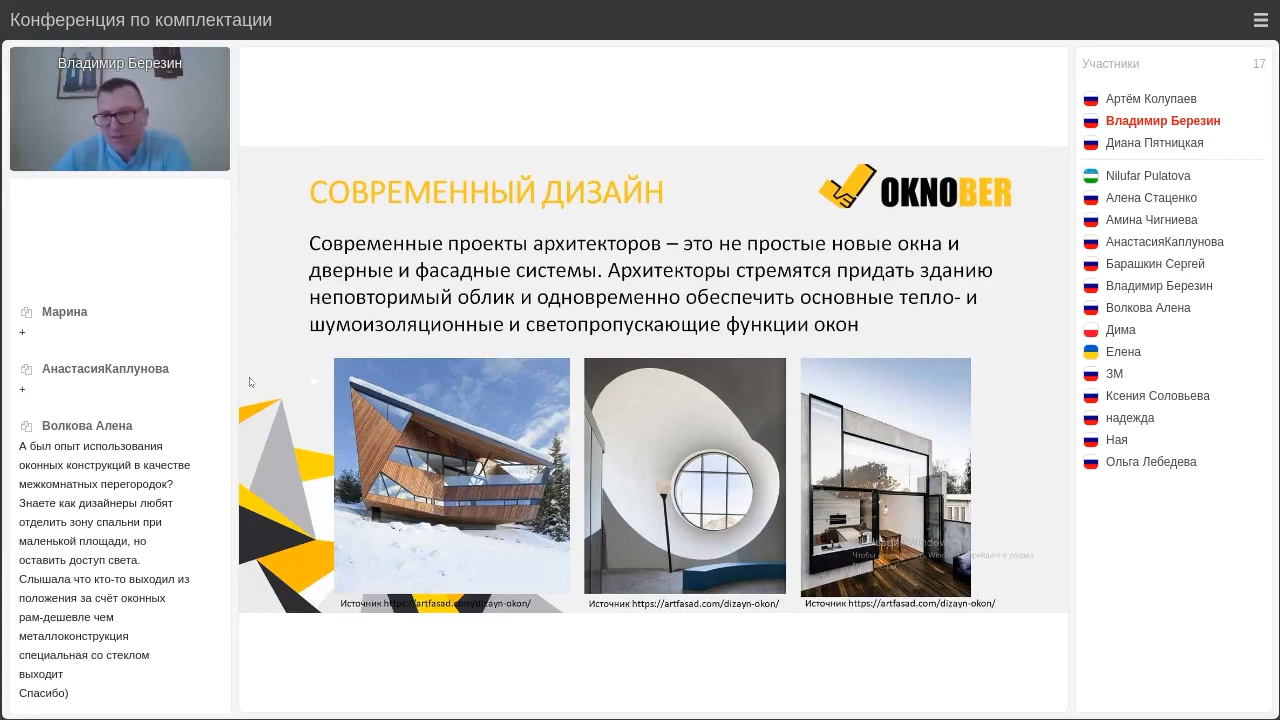 Конференция по комплектации
Владимир Березин
Марина
+
АнастасияКаплунова
+
Волкова Алена
А был опыт использования
оконных конструкций в качестве
межкомнатных перегородок?
Знаете как дизайнеры любят
отделить зону спальни при
маленькой площади, но
оставить доступ света.
Слышала что кто-то выходил из
положения за счёт оконных
рам-дешевле чем
металлоконструкция
специальная со стеклом
выходит
Спасибо)
СОВРЕМЕННЫЙ ДИЗАЙН
OKNOBER
Современные проекты архитекторов – это не простые новые окна и
дверные и фасадные системы. Архитекторы стремятся придать зданию
неповторимый облик и одновременно обеспечить основные тепло- и
шумоизоляционные и светопропускающие функции окон
Источник https://artfasad.com/dizayn-okon/
Источник https://artfasad.com/dizayn-okon/
Источник https://artfasad.com/dizayn-okon/
Участники 17
Артём Колупаев
Владимир Березин
Диана Пятницкая
Nilufar Pulatova
Алена Стаценко
Амина Чигниева
АнастасияКаплунова
Барашкин Сергей
Владимир Березин
Волкова Алена
Дима
Елена
ЗМ
Ксения Соловьева
надежда
Ная
Ольга Лебедева